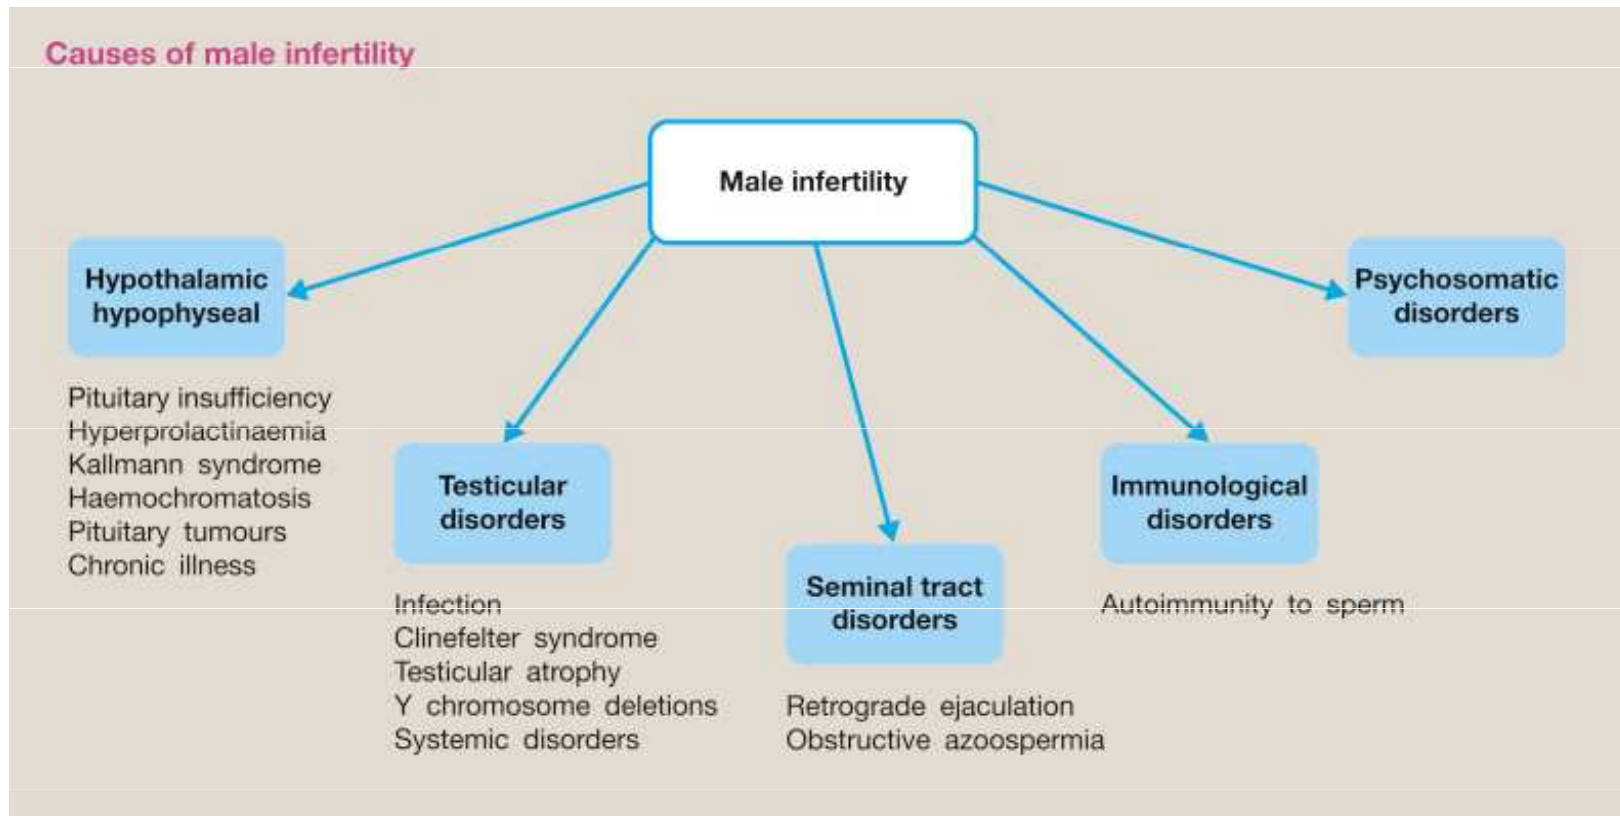 Causes of male infertility
Male infertility
Hypothalamic
hypophyseal
Pituitary insufficiency
Hyperprolactinaemia
Kallmann syndrome
Haemochromatosis
Pituitary tumours
Chronic illness
Testicular
disorders
Infection
Clinefelter syndrome
Testicular atrophy
Y chromosome deletions
Systemic disorders
Seminal tract
disorders
Retrograde ejaculation
Obstructive azoospermia
Immunological
disorders
Autoimmunity to sperm
Psychosomatic
disorders